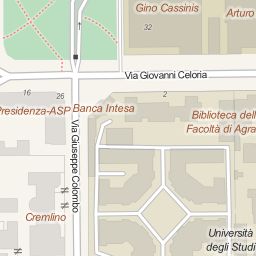 Gino Cassinis
Arturo
32
Via Giovanni Celoria
16
26
2
Presidenza-ASP
Banca Intesa
Biblioteca dell
Facoltà di Agra
Via Giuseppe Colombo
Cremlino
Università
degli Studi